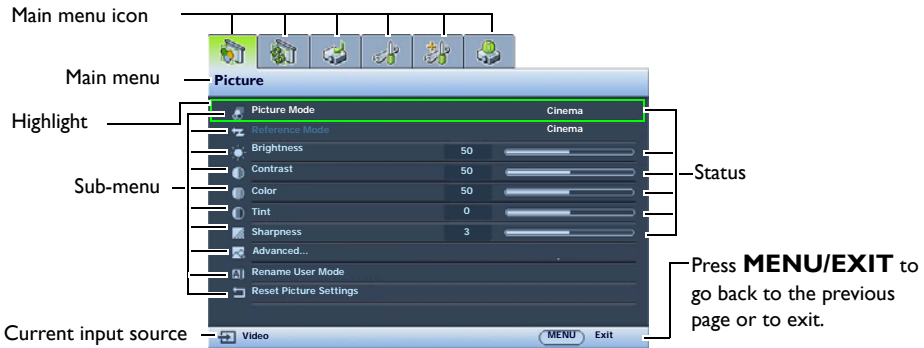 Main menu icon
Main menu
Picture
Highlight
Picture Mode Cinema
Reference Mode Cinema
Brightness 50
Contrast 50
Sub-menu
Status
Color 50
Tint 0
Sharpness 3
Advanced...
Rename User Mode
Reset Picture Settings
Press MENU/EXIT to
go back to the previous
page or to exit.
Current input source
Video MENU Exit